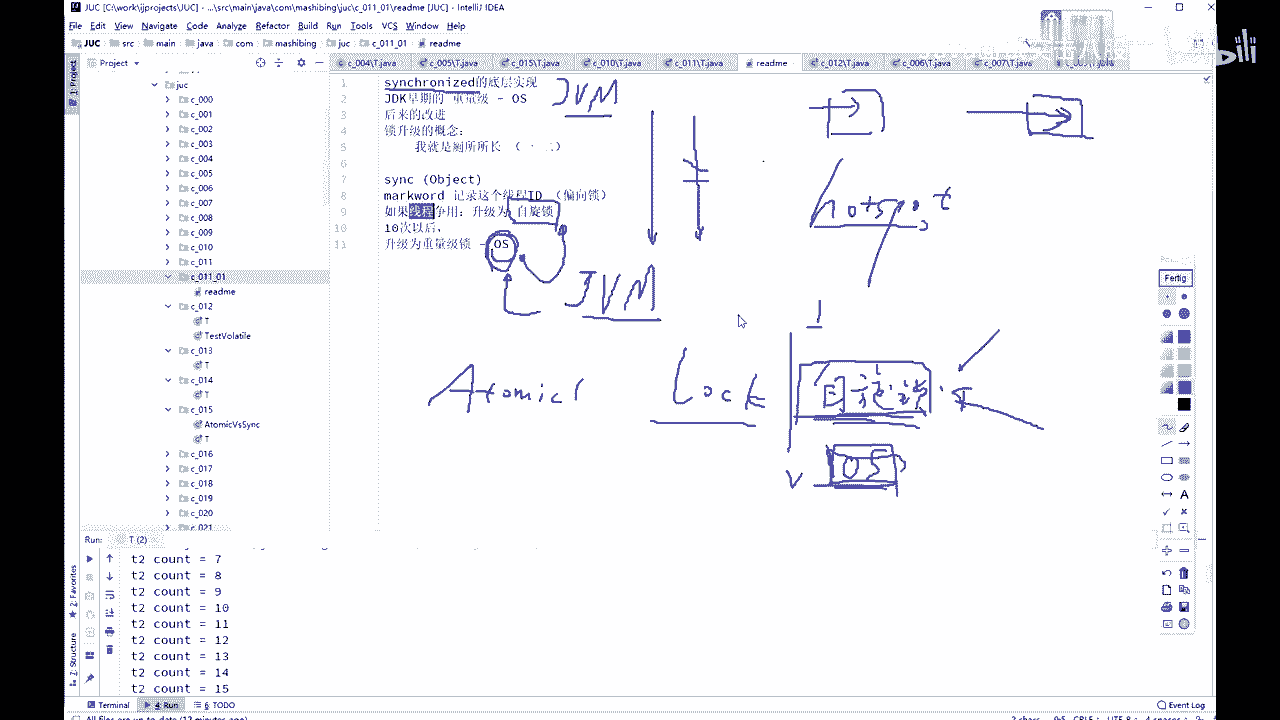 JUC [C:\work\ijprojects\JUC] - ...\src\main\java\com\mashibing\juc\c_011_01\readme [JUC] - IntelliJ IDEA
File Edit View Navigate Code Analyze Refactor Build Run Tools VCS Window Help
JUC src main java com mashibing juc c_011_01 readme
Project
c_004\T.java c_005\T.java c_015\T.java c_010\T.java c_011\T.java readme c_012\T.java c_006\T.java c_007\T.java
bili
1: Project
juc
c_000
c_001
c_002
c_003
c_004
c_005
c_006
c_007
c_008
c_009
c_010
c_011
c_011_01
readme
c_012
T
TestVolatile
c_013
T
c_014
T
c_015
AtomicVsSync
T
c_016
c_017
c_018
c_019
c_020
c_021
1 synchronized的底层实现
2 JDK早期的 重量级 - OS
3 后来的改进
4 锁升级的概念：
5 我就是厕所所长 （一 二）
6
7 sync (Object)
8 markword 记录这个线程ID （偏向锁）
9 如果线程争用：升级为 自旋锁
10 10次以后，
11 升级为重量级锁 - OS
JVM
hotspot
JVM
Atomic
Lock
自旋锁
OS
Fertig
Run: T (2)
t2 count = 7
t2 count = 8
t2 count = 9
t2 count = 10
t2 count = 11
t2 count = 12
t2 count = 13
t2 count = 14
t2 count = 15
2: Favorites
7: Structure
Terminal 4: Run 6: TODO
Event Log